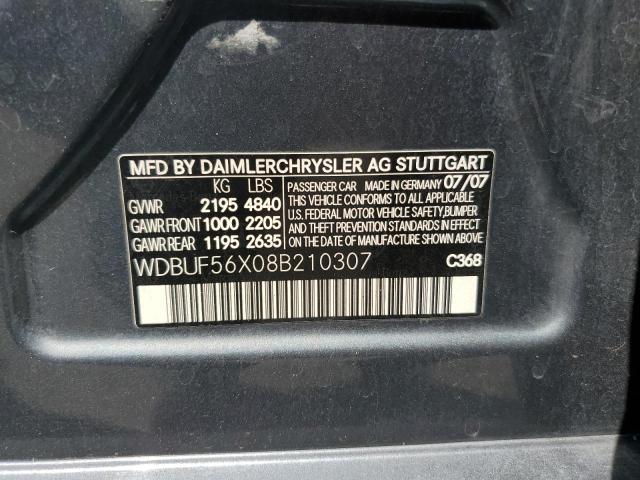 MFD BY DAIMLERCHRYSLER AG STUTTGART
KG LBS
GVWR 2195 4840
GAWR FRONT 1000 2205
GAWR REAR 1195 2635
PASSENGER CAR MADE IN GERMANY 07/07
THIS VEHICLE CONFORMS TO ALL APPLICABLE
U.S. FEDERAL MOTOR VEHICLE SAFETY, BUMPER
AND THEFT PREVENTION STANDARDS IN EFFECT
ON THE DATE OF MANUFACTURE SHOWN ABOVE.
WDBUF56X08B210307 C368